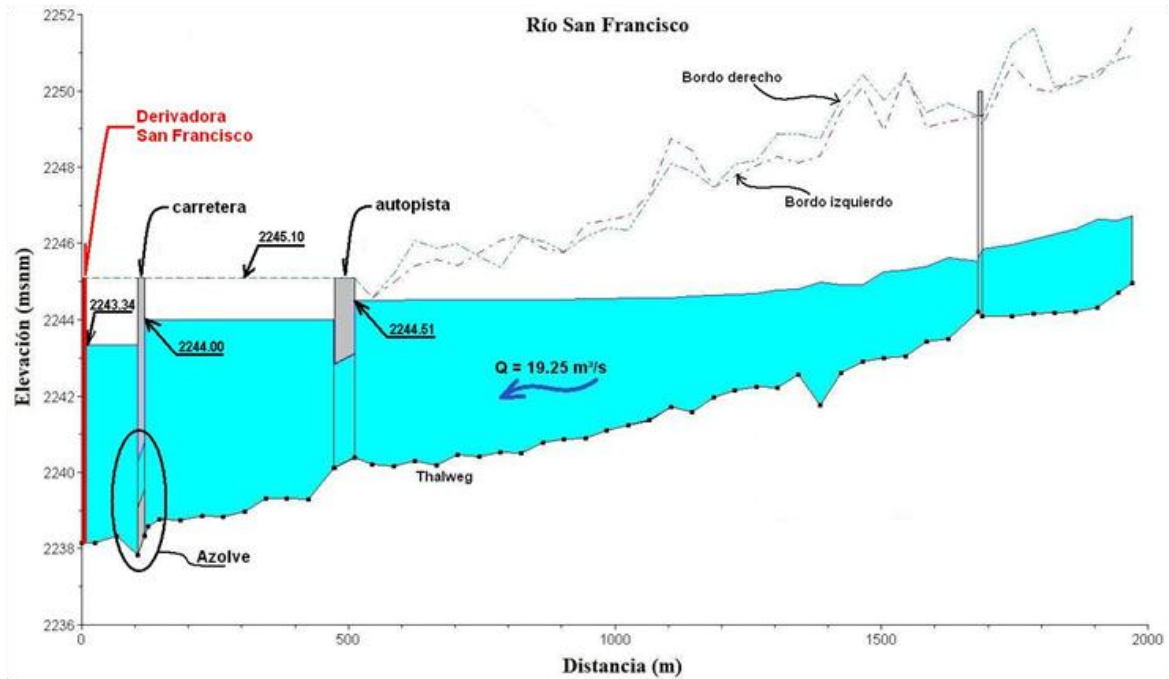 Río San Francisco
2252
2250
2248
2246
2244
2242
2240
2238
2236
Elevación (msnm)
Derivadora
San Francisco
carretera
autopista
Bordo derecho
Bordo izquierdo
2245.10
2243.34
2244.00
2244.51
Q = 19.25 m³/s
Thalweg
Azolve
0
500
1000
1500
2000
Distancia (m)